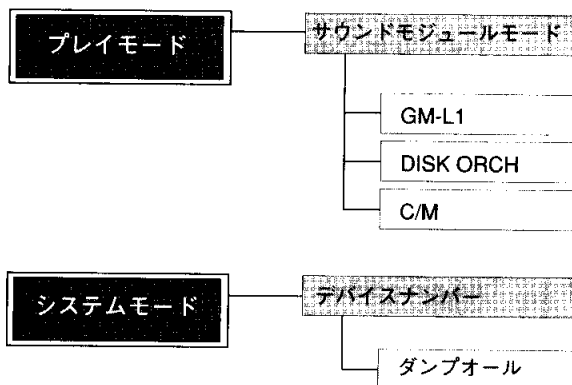 プレイモード
サウンドモジュールモード
GM-L1
DISK ORCH
C/M
システムモード
デバイスナンバー
ダンプオール